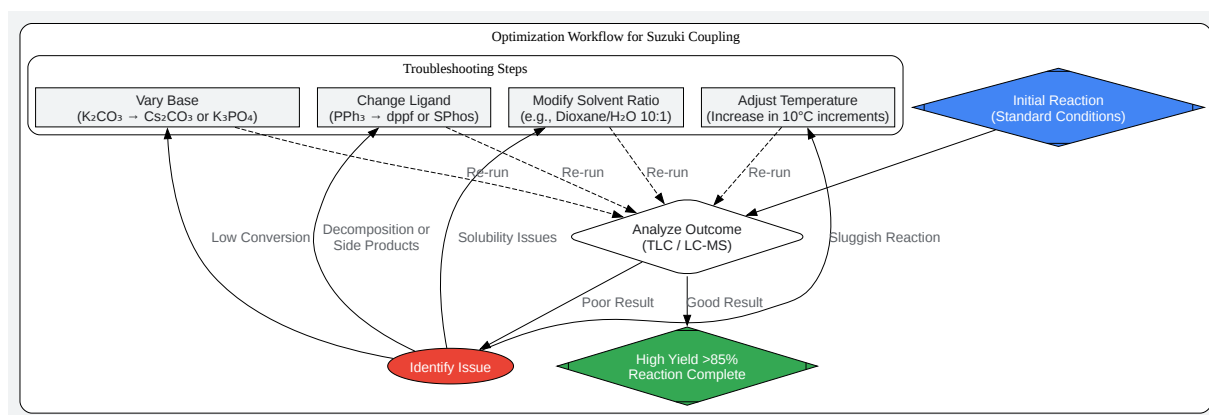 Optimization Workflow for Suzuki Coupling
Troubleshooting Steps
Vary Base
(K₂CO₃ → Cs₂CO₃ or K₃PO₄)
Change Ligand
(PPh₃ → dppf or SPhos)
Modify Solvent Ratio
(e.g., Dioxane/H₂O 10:1)
Adjust Temperature
(Increase in 10°C increments)
Initial Reaction
(Standard Conditions)
Re-run
Re-run
Re-run
Re-run
Low Conversion
Decomposition or
Side Products
Solubility Issues
Analyze Outcome
(TLC / LC-MS)
Sluggish Reaction
Poor Result
Good Result
Identify Issue
High Yield >85%
Reaction Complete